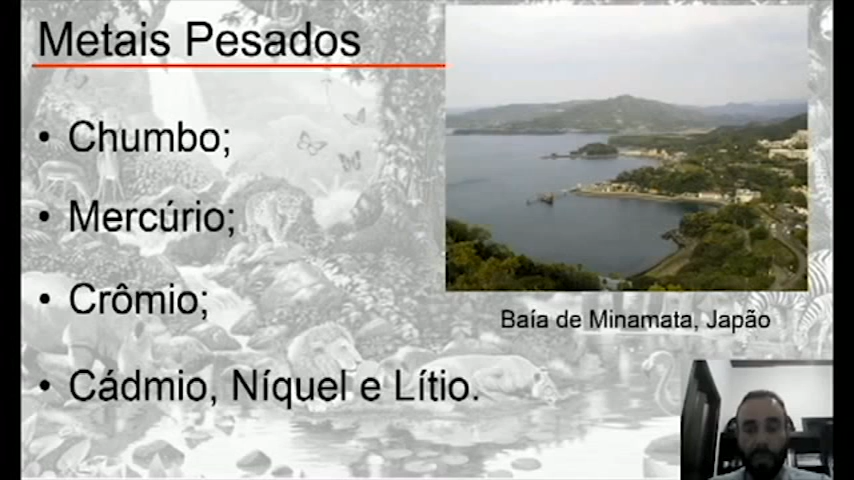 Metais Pesados
• Chumbo;
• Mercúrio;
• Crômio;
• Cádmio, Níquel e Lítio.
Baía de Minamata, Japão